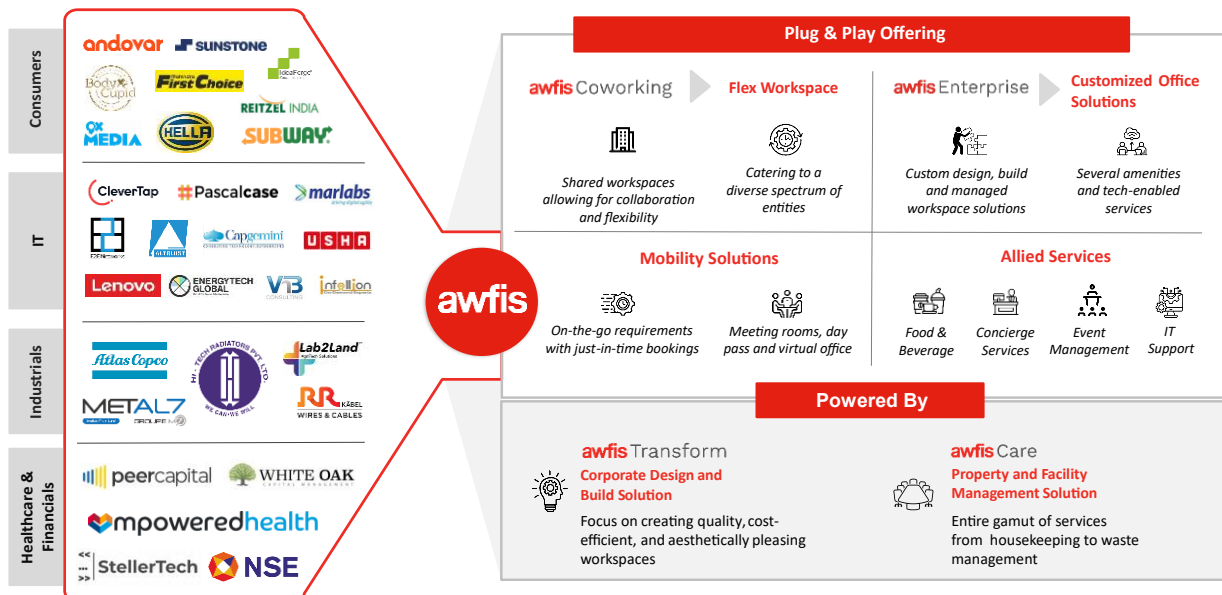 Consumers
andovar
SUNSTONE
ideaForge
Body Cupid
Mahindra
First Choice
REITZEL INDIA
MEDIA
HELLA
SUBWAY
IT
CleverTap
#Pascalcase
marlabs
E2E Networks
ALTRUIST
Capgemini
USHA
Lenovo
ENERGYTECH
GLOBAL
VTB
CONSULTING
intellion
Industrials
Atlas Copco
HI-TECH RADIATORS PVT. LTD.
WE CAN-WE WILL
Lab2Land
AgriTech Solutions
METAL7
GROUPE
RR KABEL
WIRES & CABLES
Healthcare &
Financials
peercapital
WHITE OAK
CAPITAL MANAGEMENT
mpoweredhealth
<<
...
>>
StellerTech
NSE
awfis
Plug & Play Offering
awfis Coworking
Flex Workspace
Shared workspaces
allowing for collaboration
and flexibility
Catering to a
diverse spectrum of
entities
awfis Enterprise
Customized Office
Solutions
Custom design, build
and managed
workspace solutions
Several amenities
and tech-enabled
services
Mobility Solutions
On-the-go requirements
with just-in-time bookings
Meeting rooms, day
pass and virtual office
Allied Services
Food &
Beverage
Concierge
Services
Event
Management
IT
Support
Powered By
awfis Transform
Corporate Design and
Build Solution
Focus on creating quality, cost-
efficient, and aesthetically pleasing
workspaces
awfis Care
Property and Facility
Management Solution
Entire gamut of services
from housekeeping to waste
management